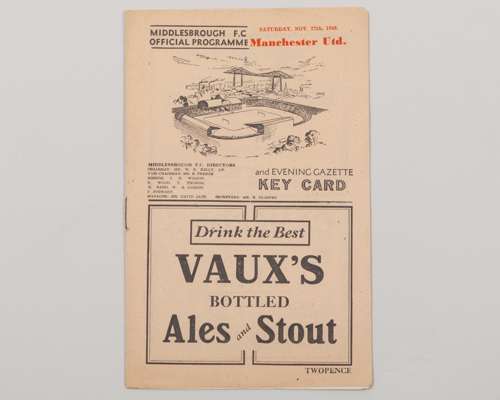 MIDDLESBROUGH F.C
OFFICIAL PROGRAMME
SATURDAY, NOV. 27th, 1948.
Manchester Utd.
MIDDLESBROUGH F.C. DIRECTORS
and EVENING GAZETTE
KEY CARD
Drink the Best
VAUX'S
BOTTLED
Ales and Stout
TWOPENCE